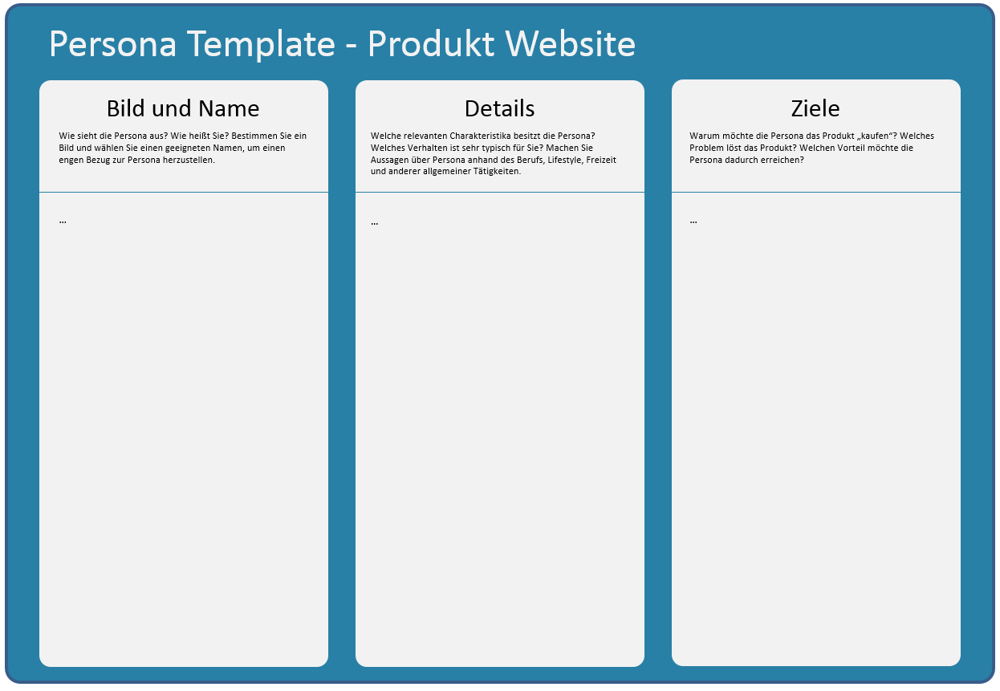 Persona Template - Produkt Website
Bild und Name
Wie sieht die Persona aus? Wie heißt Sie? Bestimmen Sie ein
Bild und wählen Sie einen geeigneten Namen, um einen
engen Bezug zur Persona herzustellen.
...
Details
Welche relevanten Charakteristika besitzt die Persona?
Welches Verhalten ist sehr typisch für Sie? Machen Sie
Aussagen über Persona anhand des Berufs, Lifestyle, Freizeit
und anderer allgemeiner Tätigkeiten.
...
Ziele
Warum möchte die Persona das Produkt „kaufen“? Welches
Problem löst das Produkt? Welchen Vorteil möchte die
Persona dadurch erreichen?
...